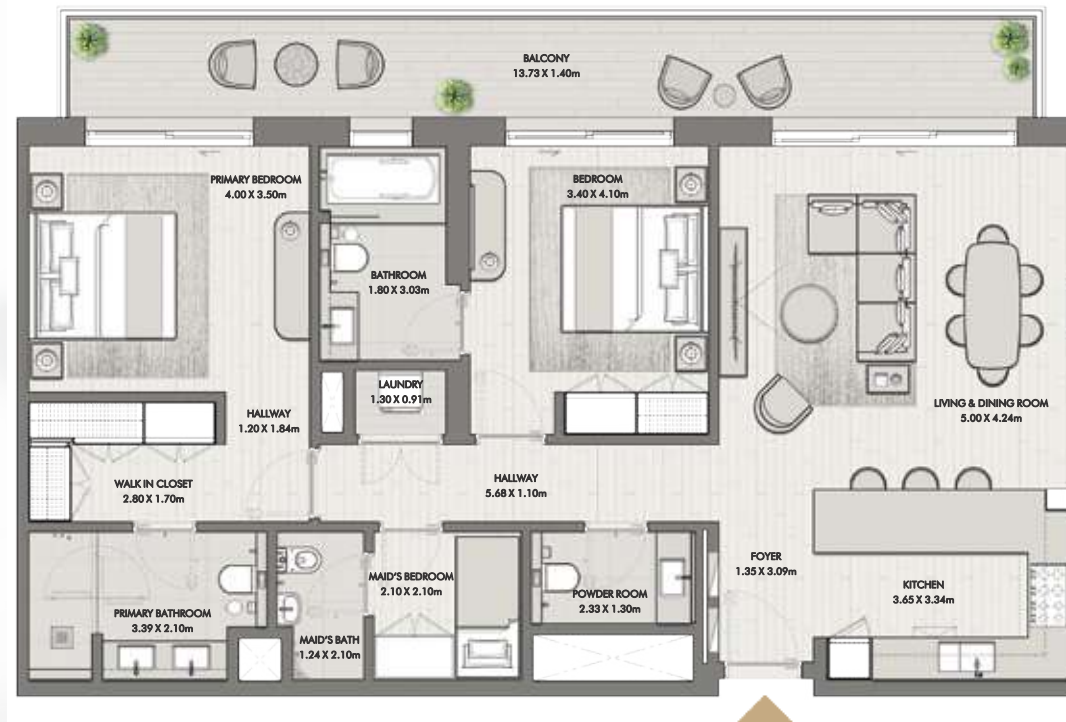 BALCONY
13.73 X 1.40m
PRIMARY BEDROOM
4.00 X 3.50m
BEDROOM
3.40 X 4.10m
BATHROOM
1.80 X 3.03m
LAUNDRY
1.30 X 0.91m
HALLWAY
1.20 X 1.84m
LIVING & DINING ROOM
5.00 X 4.24m
WALK IN CLOSET
2.80 X 1.70m
HALLWAY
5.68 X 1.10m
FOYER
1.35 X 3.09m
MAID'S BEDROOM
2.10 X 2.10m
POWDER ROOM
2.33 X 1.30m
KITCHEN
3.65 X 3.34m
PRIMARY BATHROOM
3.39 X 2.10m
MAID'S BATH
1.24 X 2.10m